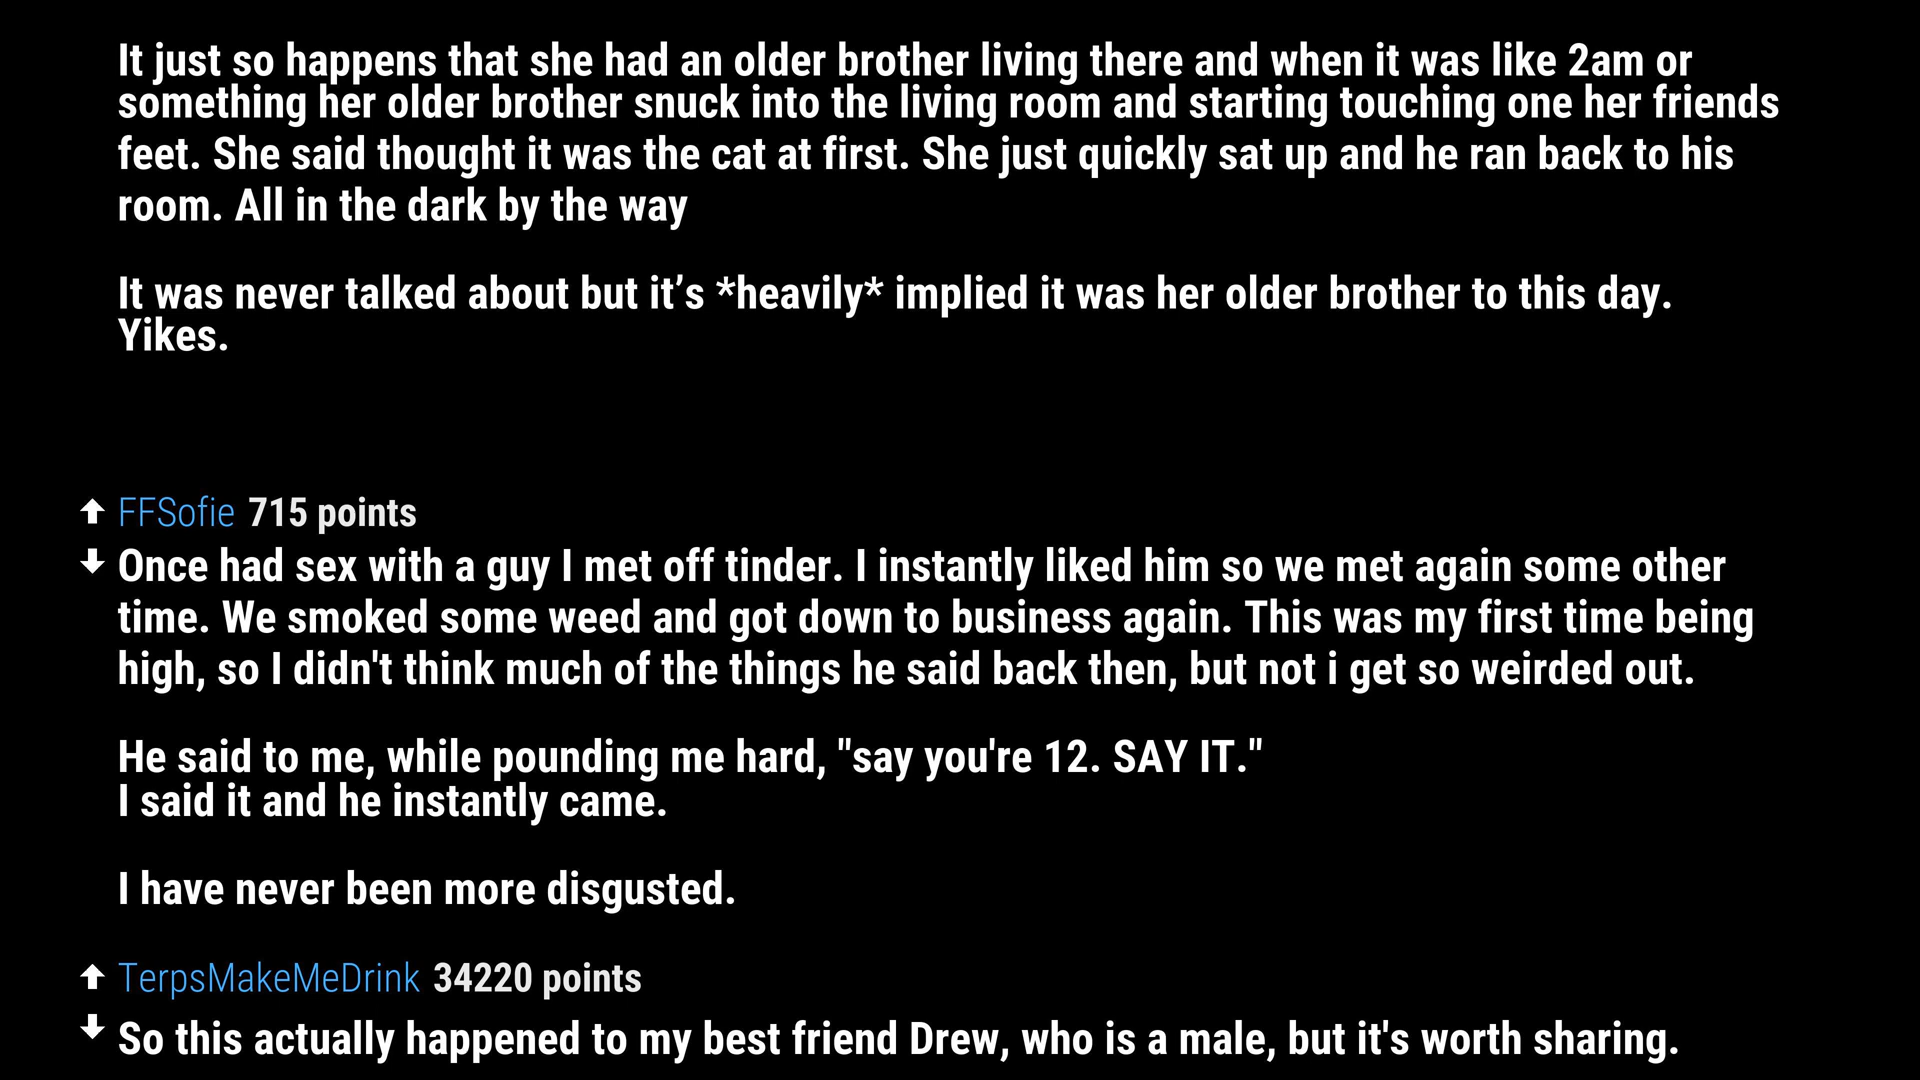 It just so happens that she had an older brother living there and when it was like 2am or
something her older brother snuck into the living room and starting touching one her friends
feet. She said thought it was the cat at first. She just quickly sat up and he ran back to his
room. All in the dark by the way
It was never talked about but it’s *heavily* implied it was her older brother to this day.
Yikes.
FFSofie 715 points
Once had sex with a guy I met off tinder. I instantly liked him so we met again some other
time. We smoked some weed and got down to business again. This was my first time being
high, so I didn't think much of the things he said back then, but not i get so weirded out.
He said to me, while pounding me hard, "say you're 12. SAY IT."
I said it and he instantly came.
I have never been more disgusted.
TerpsMakeMeDrink 34220 points
So this actually happened to my best friend Drew, who is a male, but it's worth sharing.